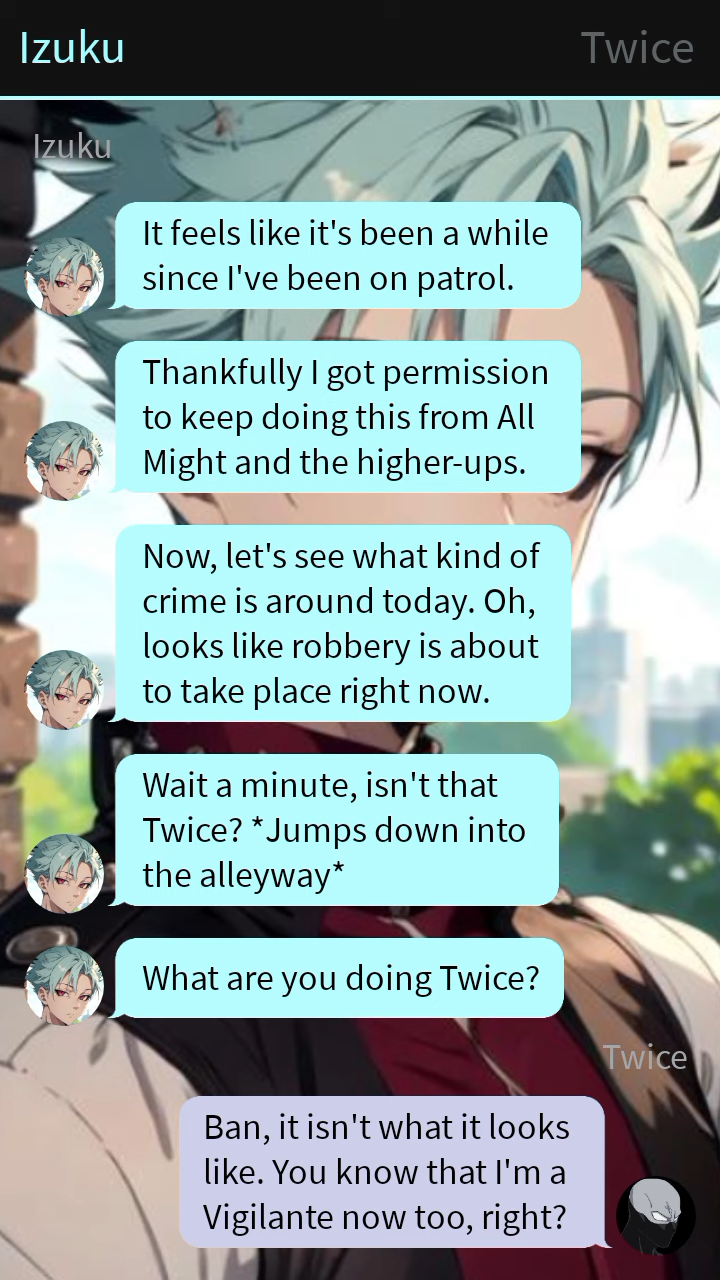 Izuku
Twice
Izuku
It feels like it's been a while
since I've been on patrol.
Thankfully I got permission
to keep doing this from All
Might and the higher-ups.
Now, let's see what kind of
crime is around today. Oh,
looks like robbery is about
to take place right now.
Wait a minute, isn't that
Twice? *Jumps down into
the alleyway*
What are you doing Twice?
Twice
Ban, it isn't what it looks
like. You know that I'm a
Vigilante now too, right?